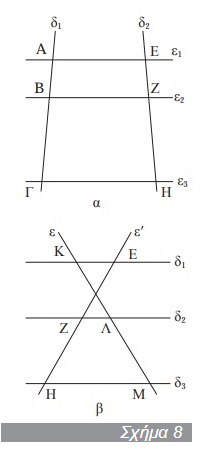 δ₁ δ₂
Α Ε ε₁
Β Ζ ε₂
Γ Η ε₃
α
ε ε′
Κ Ε δ₁
Ζ Λ δ₂
Η Μ δ₃
β
Σχήμα 8